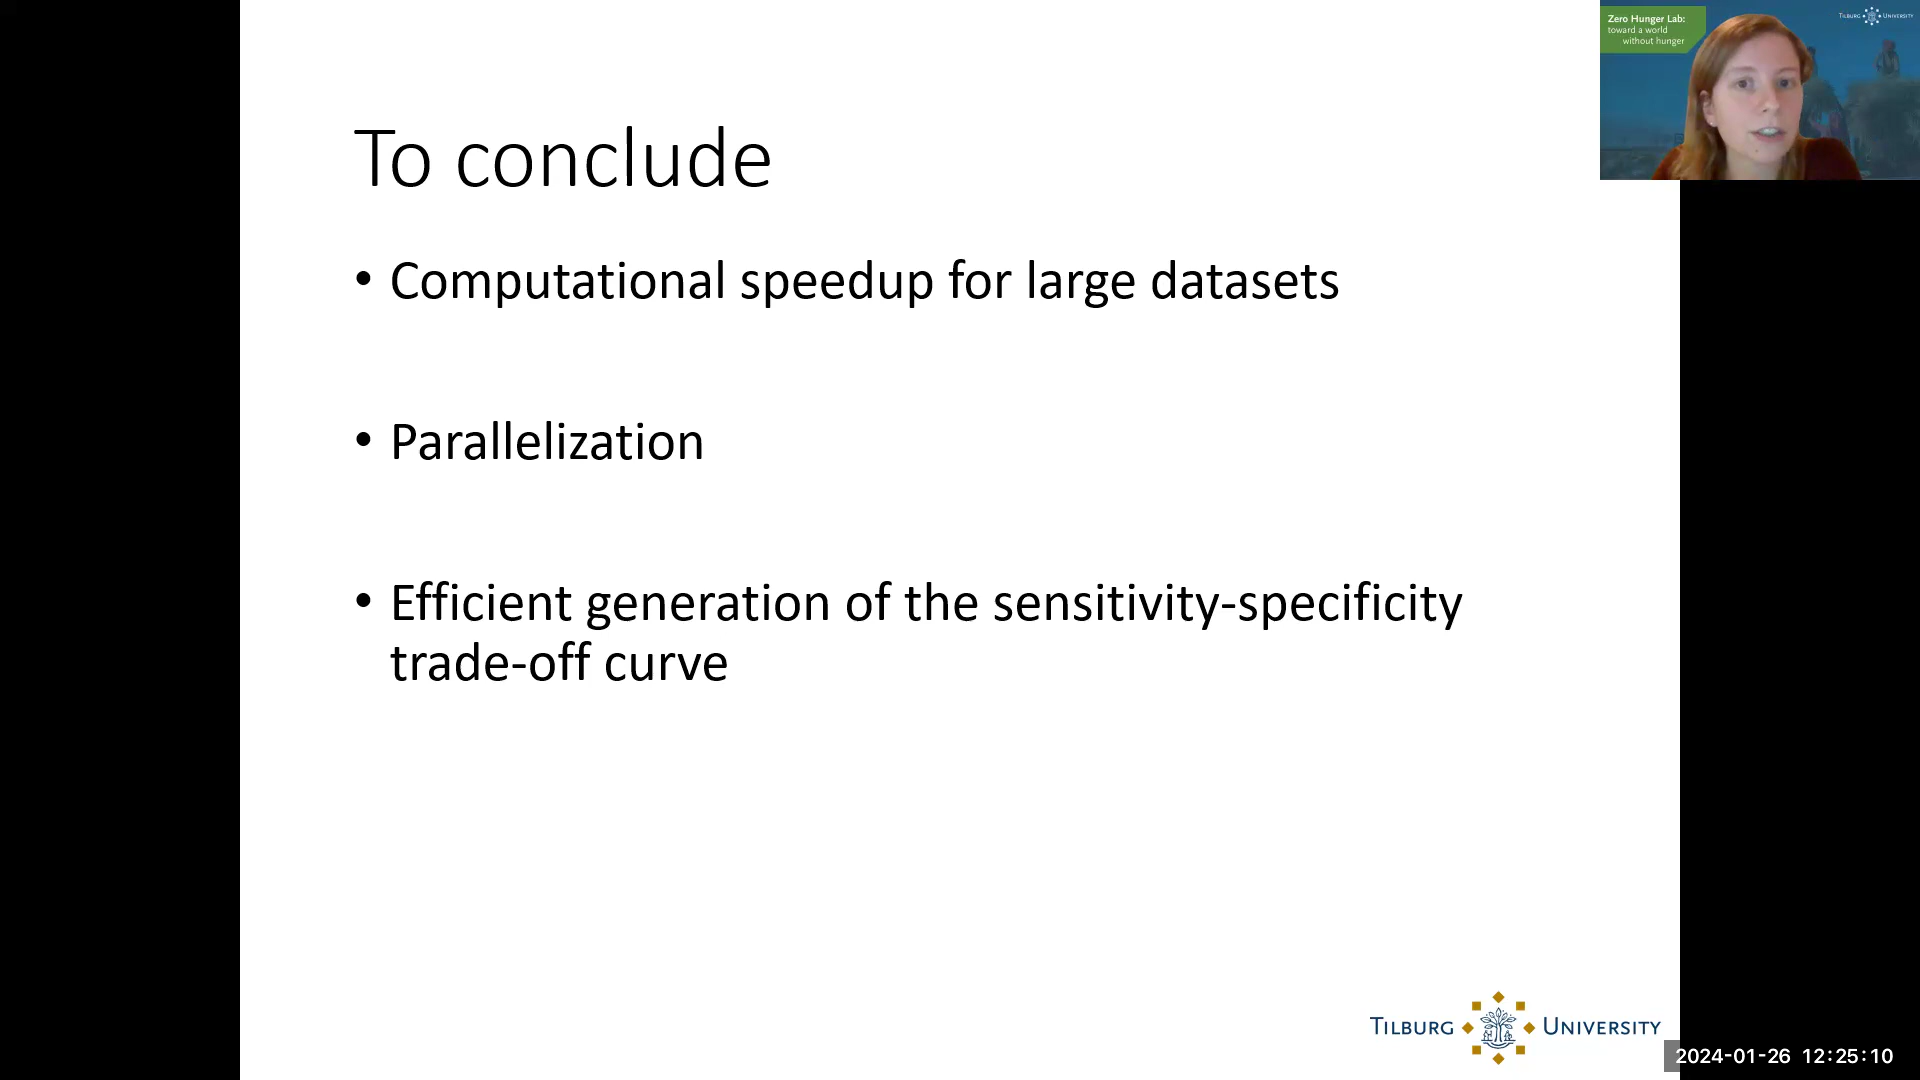 Zero Hunger Lab:
toward a world
without hunger
TILBURG UNIVERSITY
To conclude
• Computational speedup for large datasets
• Parallelization
• Efficient generation of the sensitivity-specificity
trade-off curve
TILBURG UNIVERSITY
2024-01-26 12:25:10